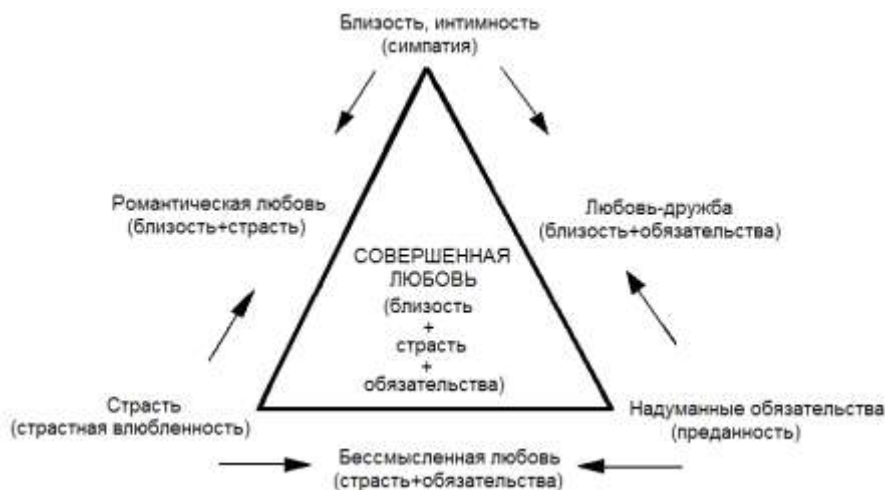 Близость, интимность
(симпатия)
Романтическая любовь
(близость+страсть)
Любовь-дружба
(близость+обязательства)
СОВЕРШЕННАЯ
ЛЮБОВЬ
(близость
+
страсть
+
обязательства)
Страсть
(страстная влюбленность)
Надуманные обязательства
(преданность)
Бессмысленная любовь
(страсть+обязательства)